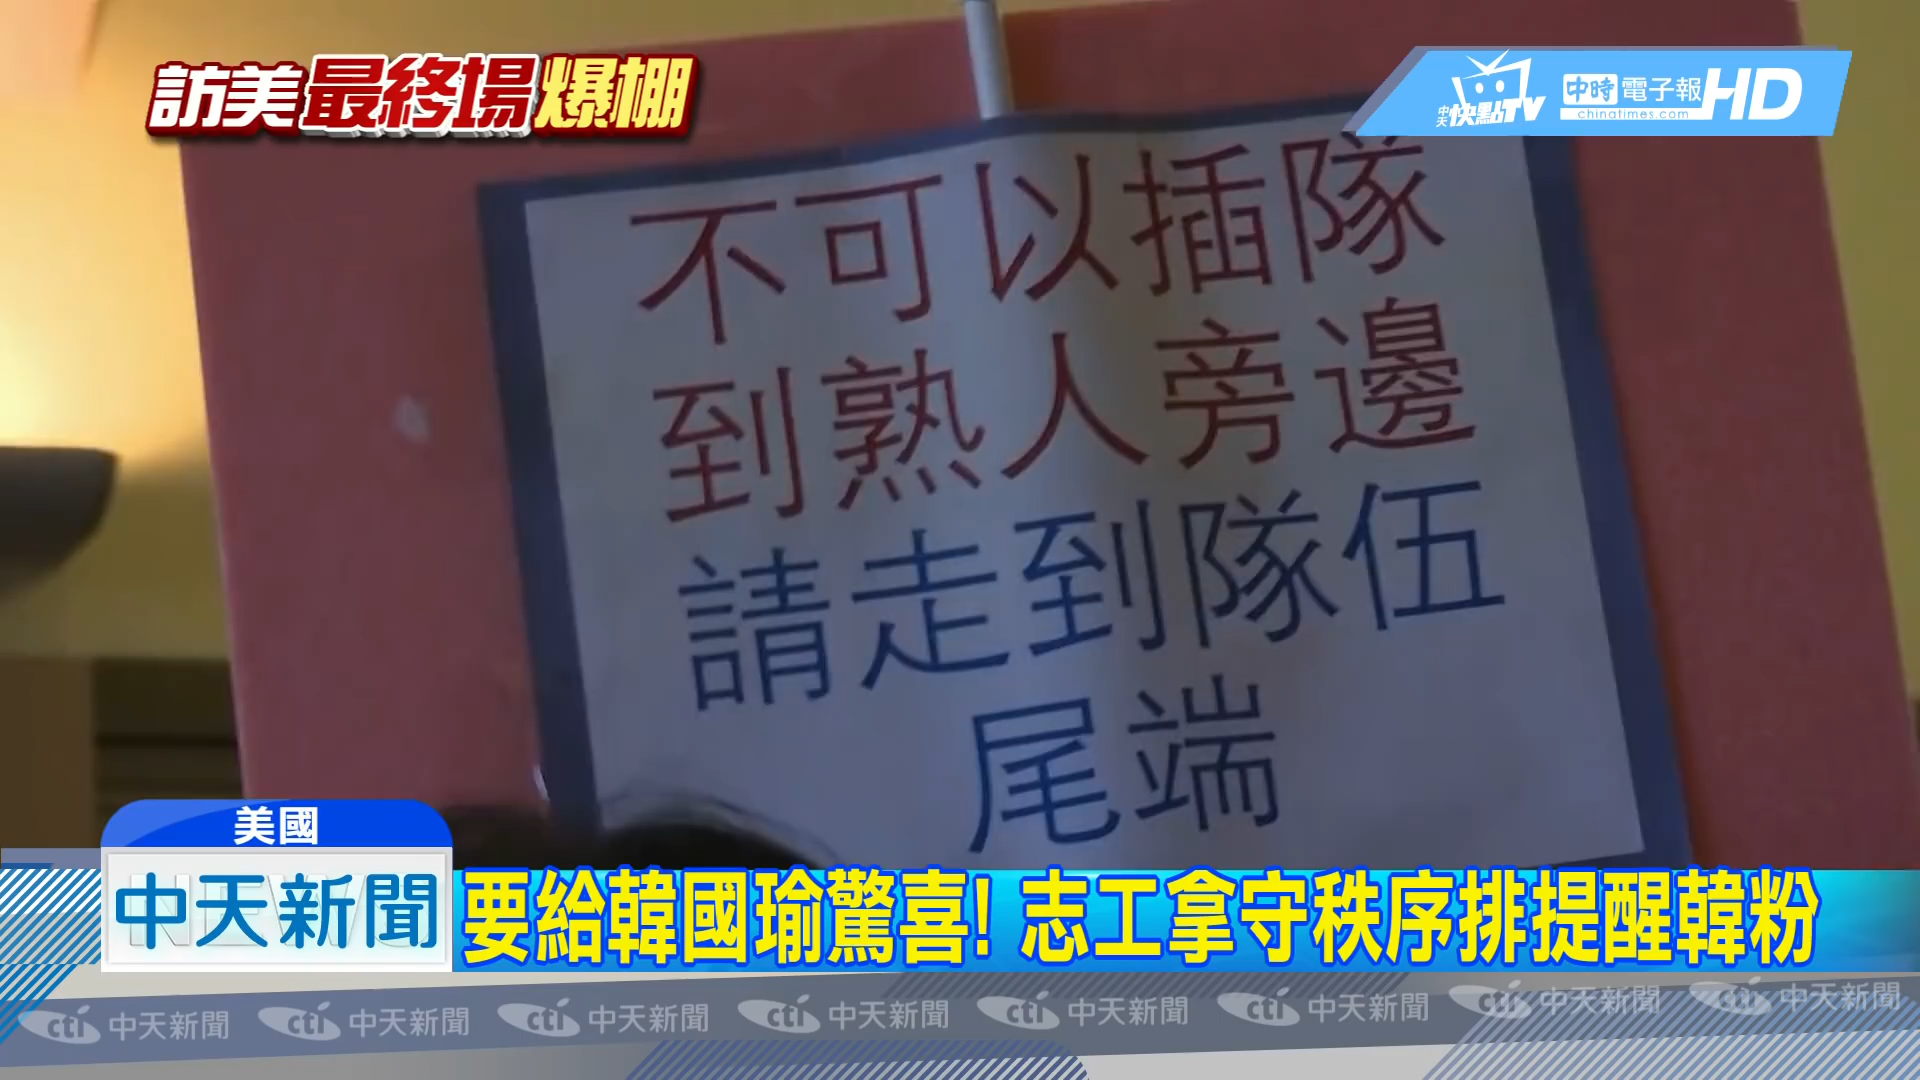 訪美最終場爆棚
中天快點TV
中時電子報HD
chinatimes.com
不可以插隊
到熟人旁邊
請走到隊伍
尾端
美國
中天新聞
NEWS
要給韓國瑜驚喜! 志工拿守秩序排提醒韓粉
cti 中天新聞 cti 中天新聞 cti 中天新聞 cti 中天新聞 cti 中天新聞 cti 中天新聞 cti 中天新聞 cti 中天新聞